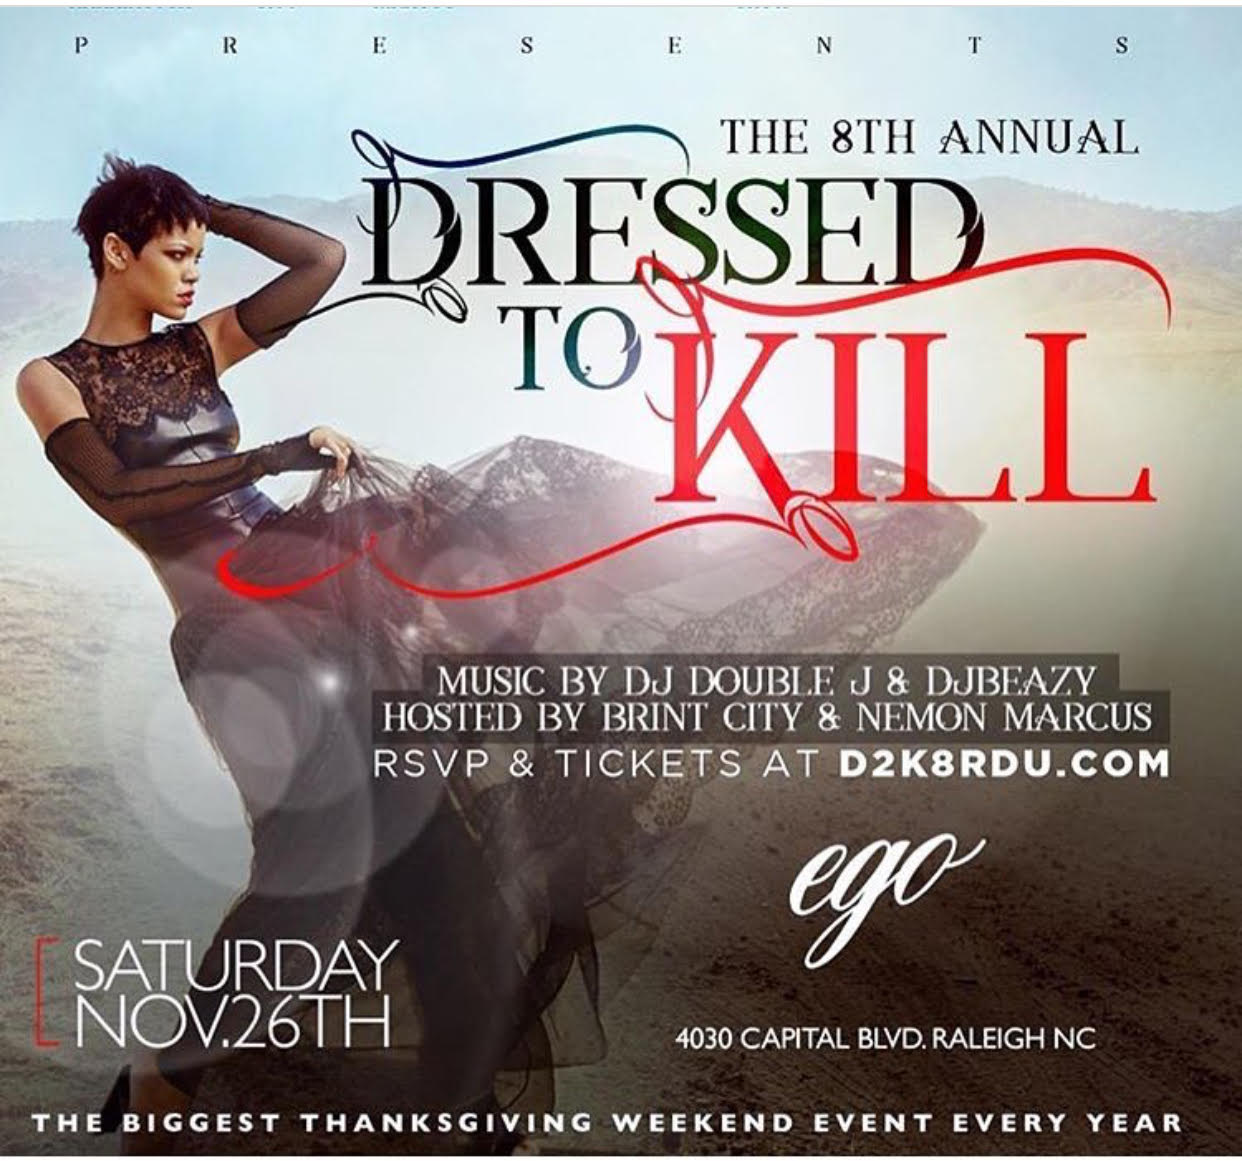 P R E S E N T S
THE 8TH ANNUAL
DRESSED
TO KILL
MUSIC BY DJ DOUBLE J & DJBEAZY
HOSTED BY BRINT CITY & NEMON MARCUS
RSVP & TICKETS AT D2K8RDU.COM
ego
SATURDAY
NOV.26TH
4030 CAPITAL BLVD. RALEIGH NC
THE BIGGEST THANKSGIVING WEEKEND EVENT EVERY YEAR